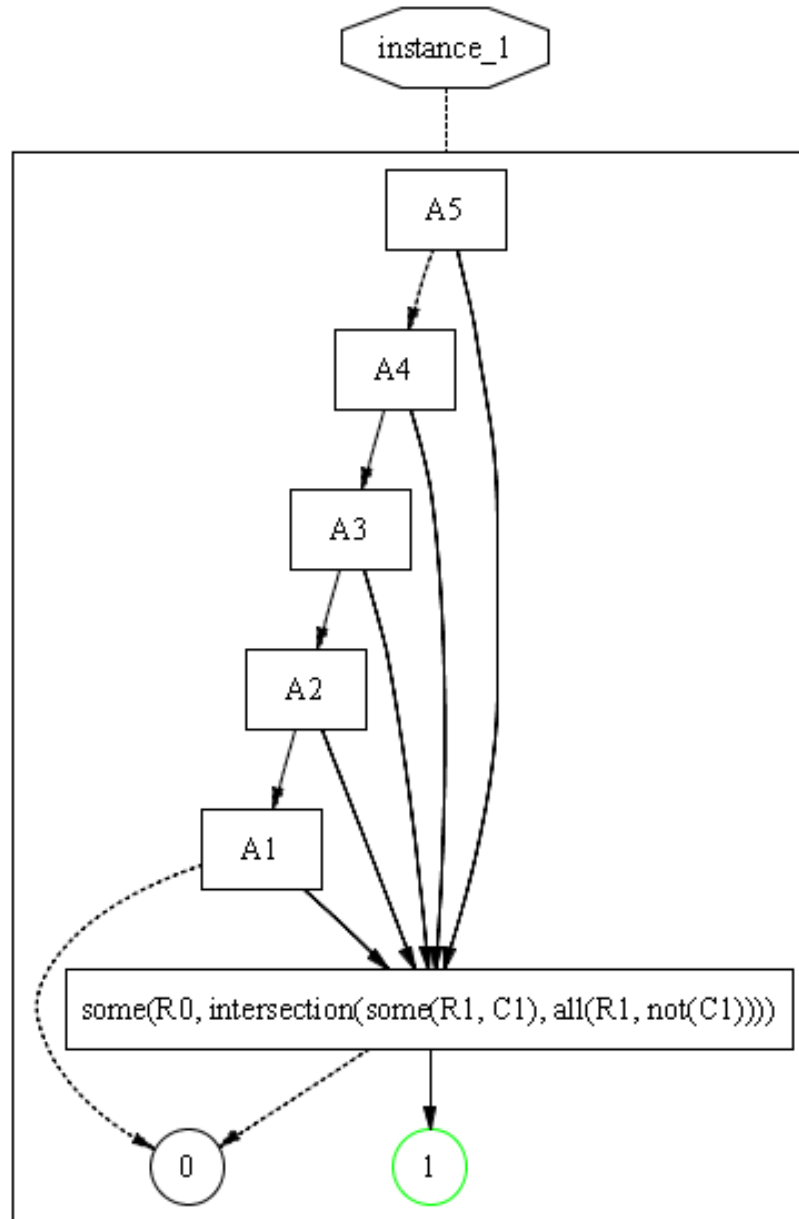 instance_1
A5
A4
A3
A2
A1
some(R0, intersection(some(R1, C1), all(R1, not(C1))))
0
1